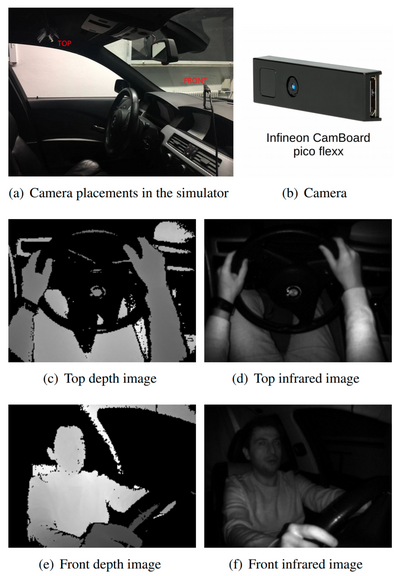 TOP
FRONT
Infineon CamBoard
pico flexx
(a) Camera placements in the simulator
(b) Camera
(c) Top depth image
(d) Top infrared image
(e) Front depth image
(f) Front infrared image